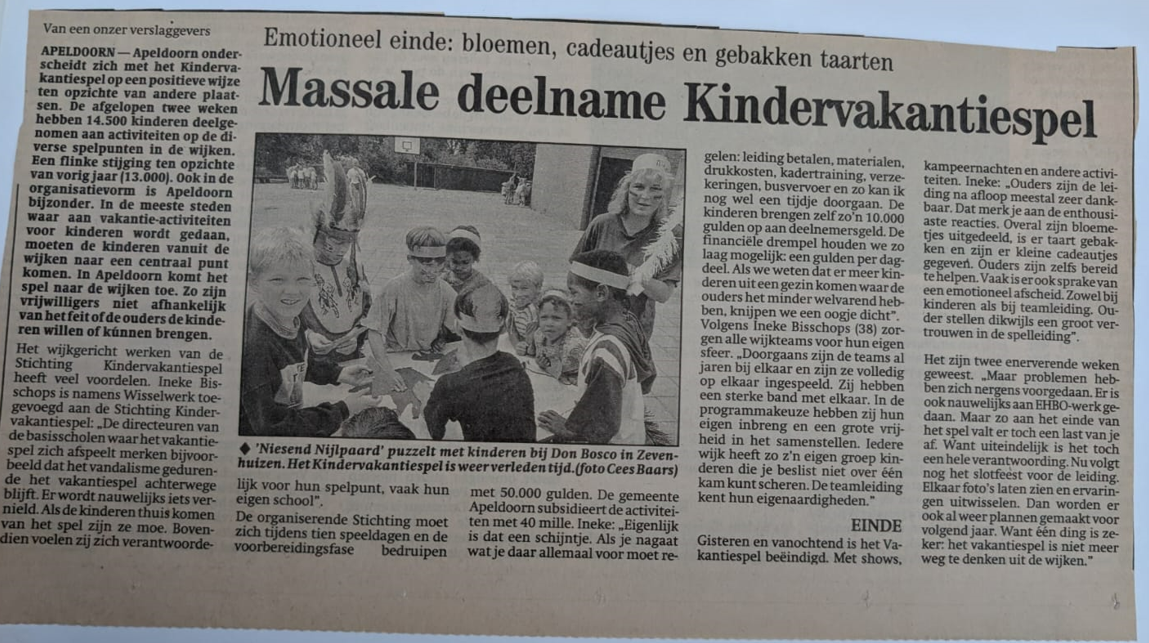 Van een onzer verslaggevers
Emotioneel einde: bloemen, cadeautjes en gebakken taarten
Massale deelname Kindervakantiespel
APELDOORN — Apeldoorn onder-
scheidt zich met het Kinderva-
kantiespel op een positieve wijze
ten opzichte van andere plaat-
sen. De afgelopen twee weken
hebben 14.500 kinderen deelge-
nomen aan activiteiten op de di-
verse spelpunten in de wijken.
Een flinke stijging ten opzichte
van vorig jaar (13.000). Ook in de
organisatievorm is Apeldoorn
bijzonder. In de meeste steden
waar aan vakantie-activiteiten
voor kinderen wordt gedaan,
moeten de kinderen vanuit de
wijken naar een centraal punt
komen. In Apeldoorn komt het
spel naar de wijken toe. Zo zijn
vrijwilligers niet afhankelijk
van het feit of de ouders de kinde-
ren willen of kúnnen brengen.
Het wijkgericht werken van de
Stichting Kindervakantiespel
heeft veel voordelen. Ineke Bis-
schops is namens Wisselwerk toe-
gevoegd aan de Stichting Kinder-
vakantiespel: „De directeuren van
de basisscholen waar het vakantie-
spel zich afspeelt merken bijvoor-
beeld dat het vandalisme geduren-
de het vakantiespel achterwege
blijft. Er wordt nauwelijks iets ver-
nield. Als de kinderen thuis komen
van het spel zijn ze moe. Boven-
dien voelen zij zich verantwoorde-
◆ 'Niesend Nijlpaard' puzzelt met kinderen bij Don Bosco in Zeven-
huizen. Het Kindervakantiespel is weer verleden tijd. (foto Cees Baars)
lijk voor hun spelpunt, vaak hun
eigen school".
De organiserende Stichting moet
zich tijdens tien speeldagen en de
voorbereidingsfase bedruipen
met 50.000 gulden. De gemeente
Apeldoorn subsidieert de activitei-
ten met 40 mille. Ineke: „Eigenlijk
is dat een schijntje. Als je nagaat
wat je daar allemaal voor moet re-
gelen: leiding betalen, materialen,
drukkosten, kadertraining, verze-
keringen, busvervoer en zo kan ik
nog wel een tijdje doorgaan. De
kinderen brengen zelf zo'n 10.000
gulden op aan deelnemersgeld. De
financiële drempel houden we zo
laag mogelijk: een gulden per dag-
deel. Als we weten dat er meer kin-
deren uit een gezin komen waar de
ouders het minder welvarend heb-
ben, knijpen we een oogje dicht".
Volgens Ineke Bisschops (38) zor-
gen alle wijkteams voor hun eigen
sfeer. „Doorgaans zijn de teams al
jaren bij elkaar en zijn ze volledig
op elkaar ingespeeld. Zij hebben
een sterke band met elkaar. In de
programmakeuze hebben zij hun
eigen inbreng en een grote vrij-
heid in het samenstellen. Iedere
wijk heeft zo z'n eigen groep kin-
deren die je beslist niet over één
kam kunt scheren. De teamleiding
kent hun eigenaardigheden."
EINDE
Gisteren en vanochtend is het Va-
kantiespel beëindigd. Met shows,
kampeernachten en andere activi-
teiten. Ineke: „Ouders zijn de lei-
ding na afloop meestal zeer dank-
baar. Dat merk je aan de enthousi-
aste reacties. Overal zijn bloeme-
tjes uitgedeeld, is er taart gebak-
ken en zijn er kleine cadeautjes
gegeven. Ouders zijn zelfs bereid
te helpen. Vaak is er ook sprake van
een emotioneel afscheid. Zowel bij
kinderen als bij teamleiding. Ou-
der stellen dikwijls een groot ver-
trouwen in de spelleiding".
Het zijn twee enerverende weken
geweest. „Maar problemen heb-
ben zich nergens voorgedaan. Er is
ook nauwelijks aan EHBO-werk ge-
daan. Maar zo aan het einde van
het spel valt er toch een last van je
af. Want uiteindelijk is het toch
een hele verantwoording. Nu volgt
nog het slotfeest voor de leiding.
Elkaar foto's laten zien en ervarin-
gen uitwisselen. Dan worden er
ook al weer plannen gemaakt voor
volgend jaar. Want één ding is ze-
ker: het vakantiespel is niet meer
weg te denken uit de wijken."